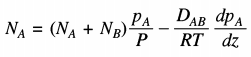 N_A = (N_A + N_B) \frac{p_A}{P} - \frac{D_{AB}}{RT} \frac{dp_A}{dz}